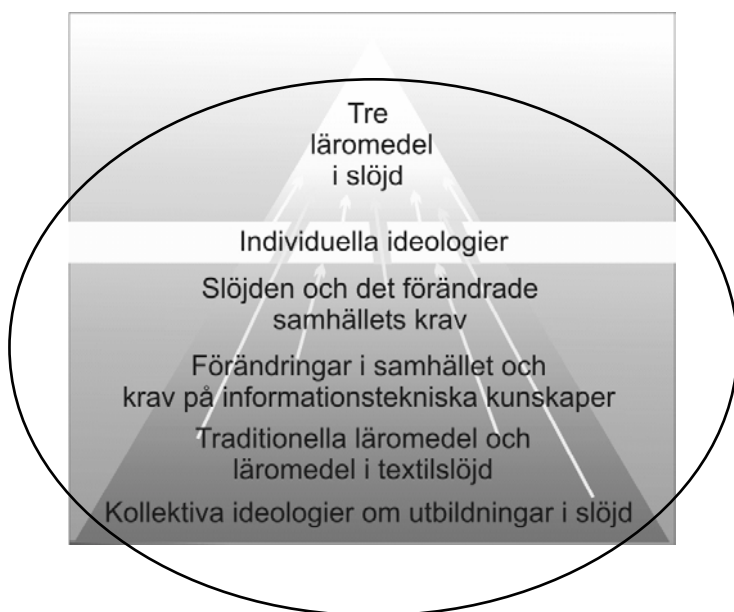 Tre
läromedel
i slöjd
Individuella ideologier
Slöjden och det förändrade
samhällets krav
Förändringar i samhället och
krav på informationstekniska kunskaper
Traditionella läromedel och
läromedel i textilslöjd
Kollektiva ideologier om utbildningar i slöjd